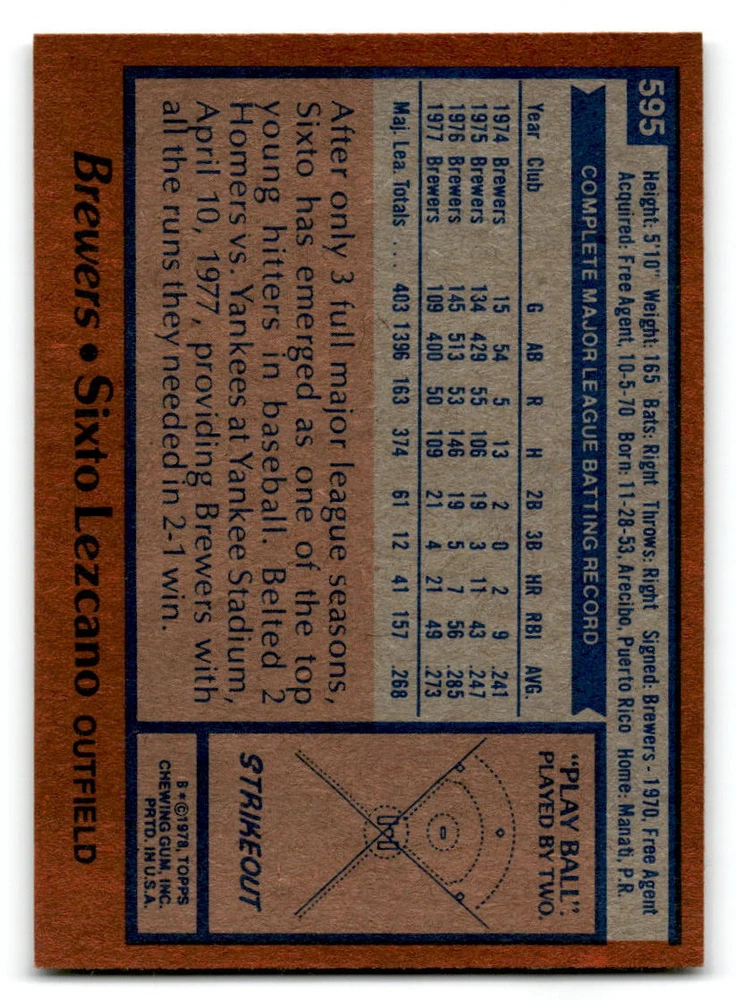 595
Height: 5'10" Weight: 165 Bats: Right Throws: Right Signed: Brewers - 1970, Free Agent
Acquired: Free Agent, 10-5-70 Born: 11-28-53, Arecibo, Puerto Rico Home: Manati, P.R.
COMPLETE MAJOR LEAGUE BATTING RECORD
Year Club G AB R H 2B 3B HR RBI AVG.
1974 Brewers 15 54 5 13 2 0 2 9 .241
1975 Brewers 134 429 55 106 19 3 11 43 .247
1976 Brewers 145 513 53 146 19 5 7 56 .285
1977 Brewers 109 400 50 109 21 4 21 49 .273
Maj. Lea. Totals ... 403 1396 163 374 61 12 41 157 .268
After only 3 full major league seasons,
Sixto has emerged as one of the top
young hitters in baseball. Belted 2
Homers vs. Yankees at Yankee Stadium,
April 10, 1977, providing Brewers with
all the runs they needed in 2-1 win.
"PLAY BALL":
PLAYED BY TWO.
STRIKEOUT
B * © 1978, TOPPS
CHEWING GUM, INC.
PRTD. IN U.S.A.
Brewers • Sixto Lezcano OUTFIELD